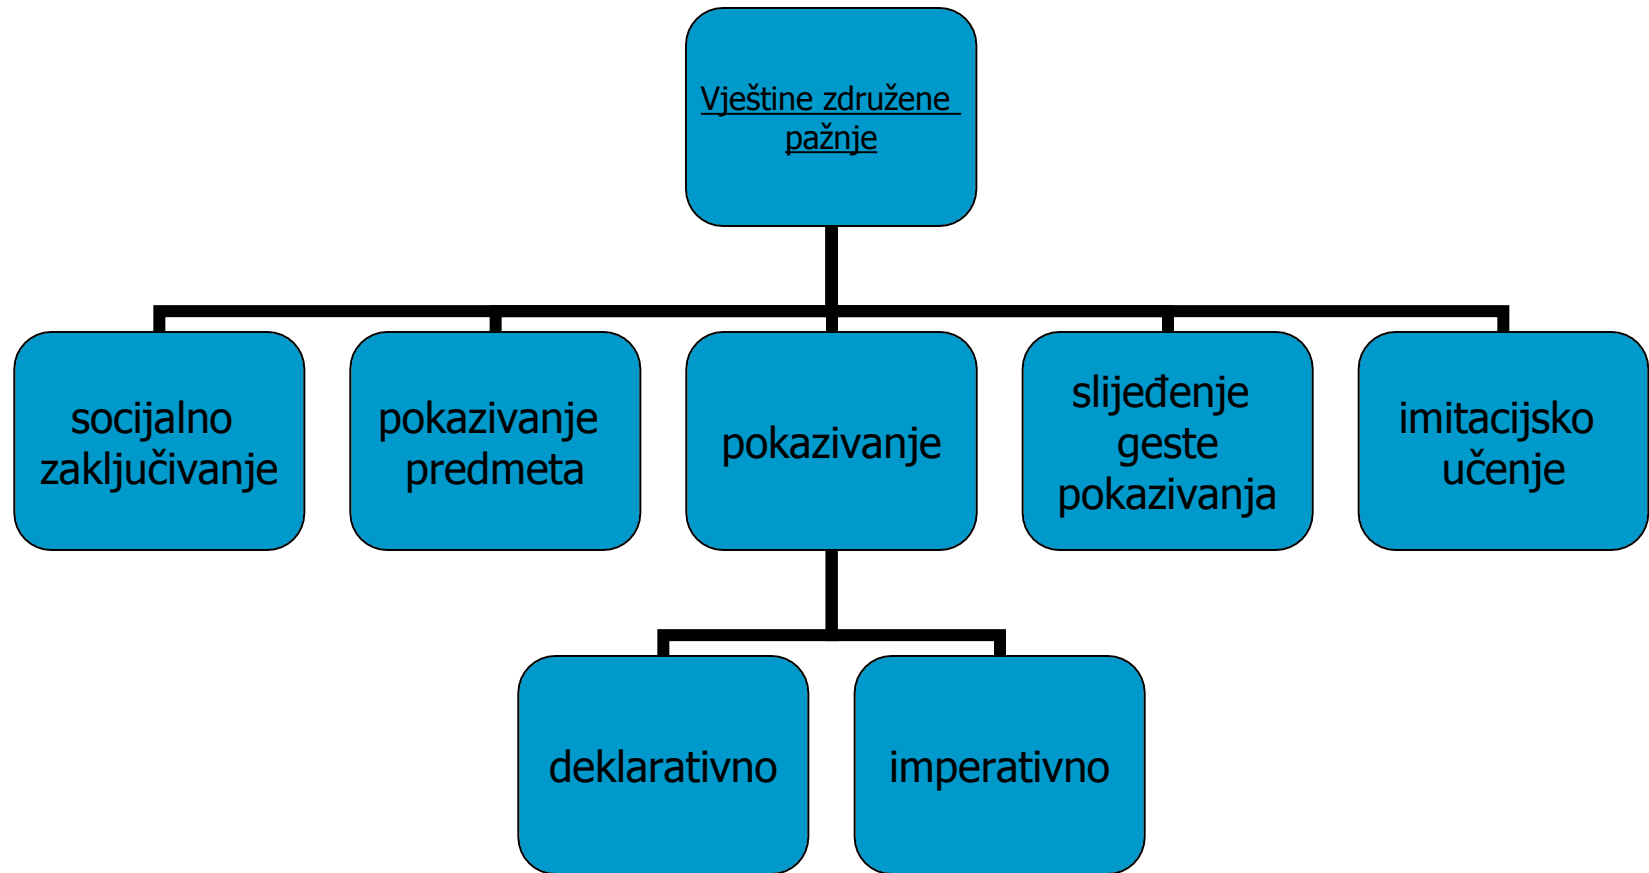 Vještine združene
pažnje
socijalno
zaključivanje
pokazivanje
predmeta
pokazivanje
slijeđenje
geste
pokazivanja
imitacijsko
učenje
deklarativno
imperativno